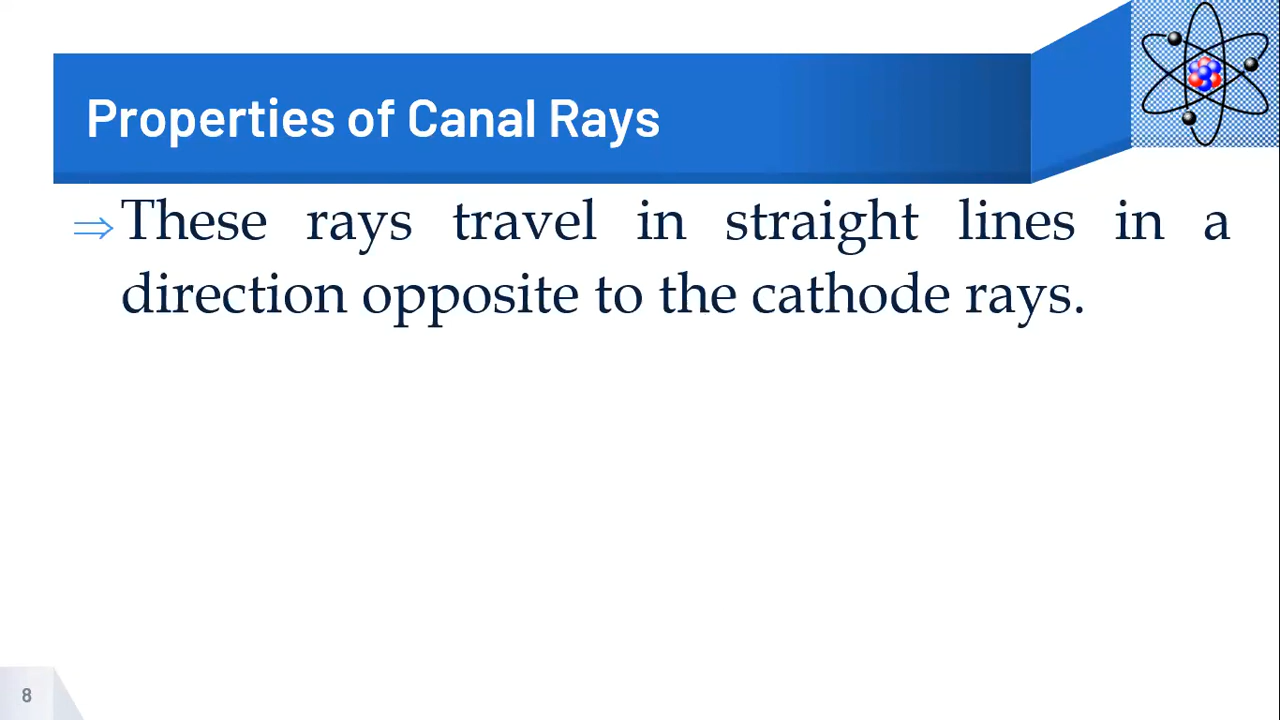 Properties of Canal Rays
⇒These rays travel in straight lines in a
direction opposite to the cathode rays.
8